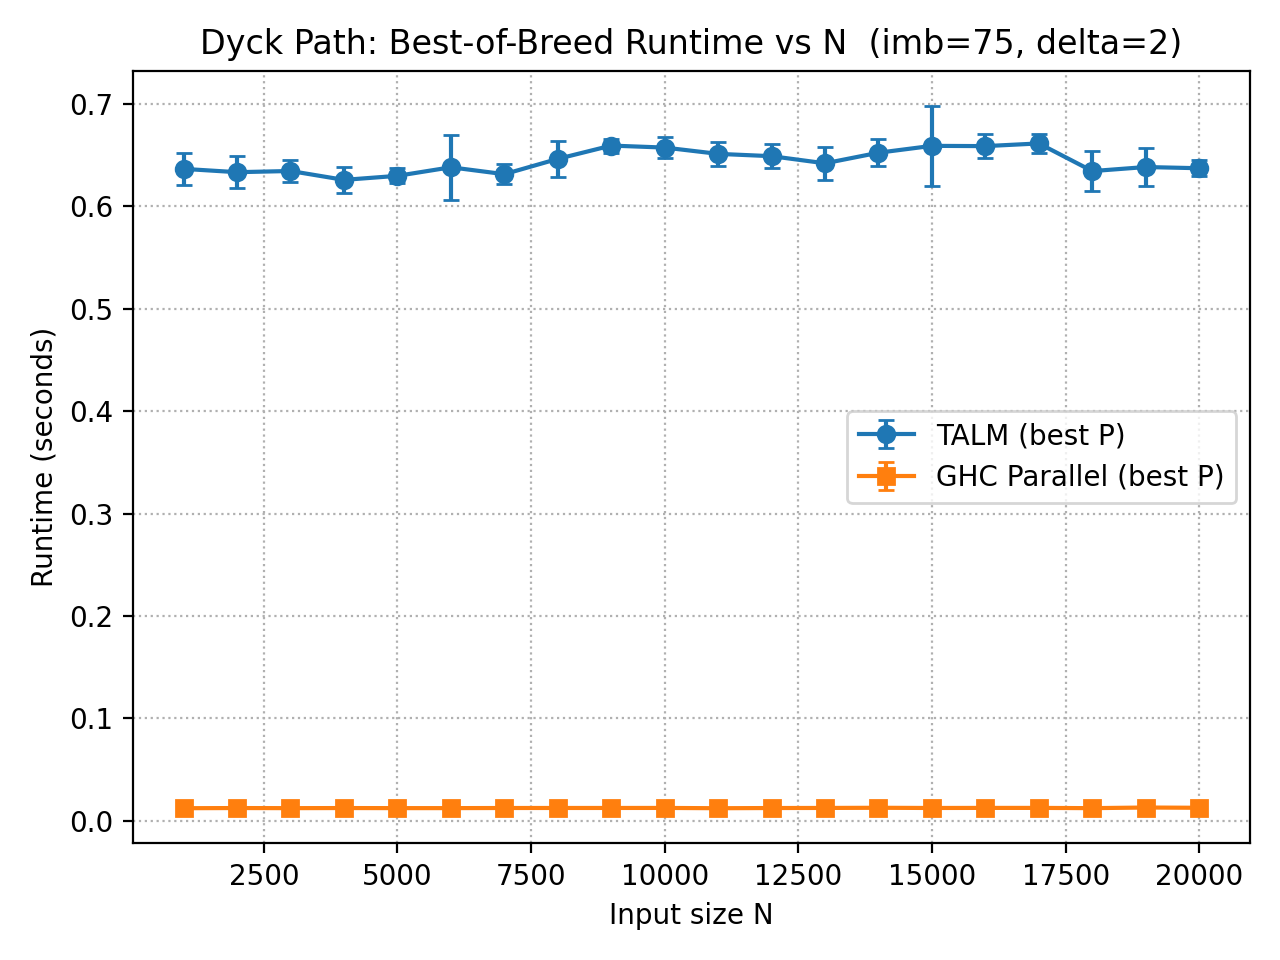 Dyck Path: Best-of-Breed Runtime vs N  (imb=75, delta=2)
Runtime (seconds)
0.7
0.6
0.5
0.4
0.3
0.2
0.1
0.0
TALM (best P)
GHC Parallel (best P)
2500 5000 7500 10000 12500 15000 17500 20000
Input size N